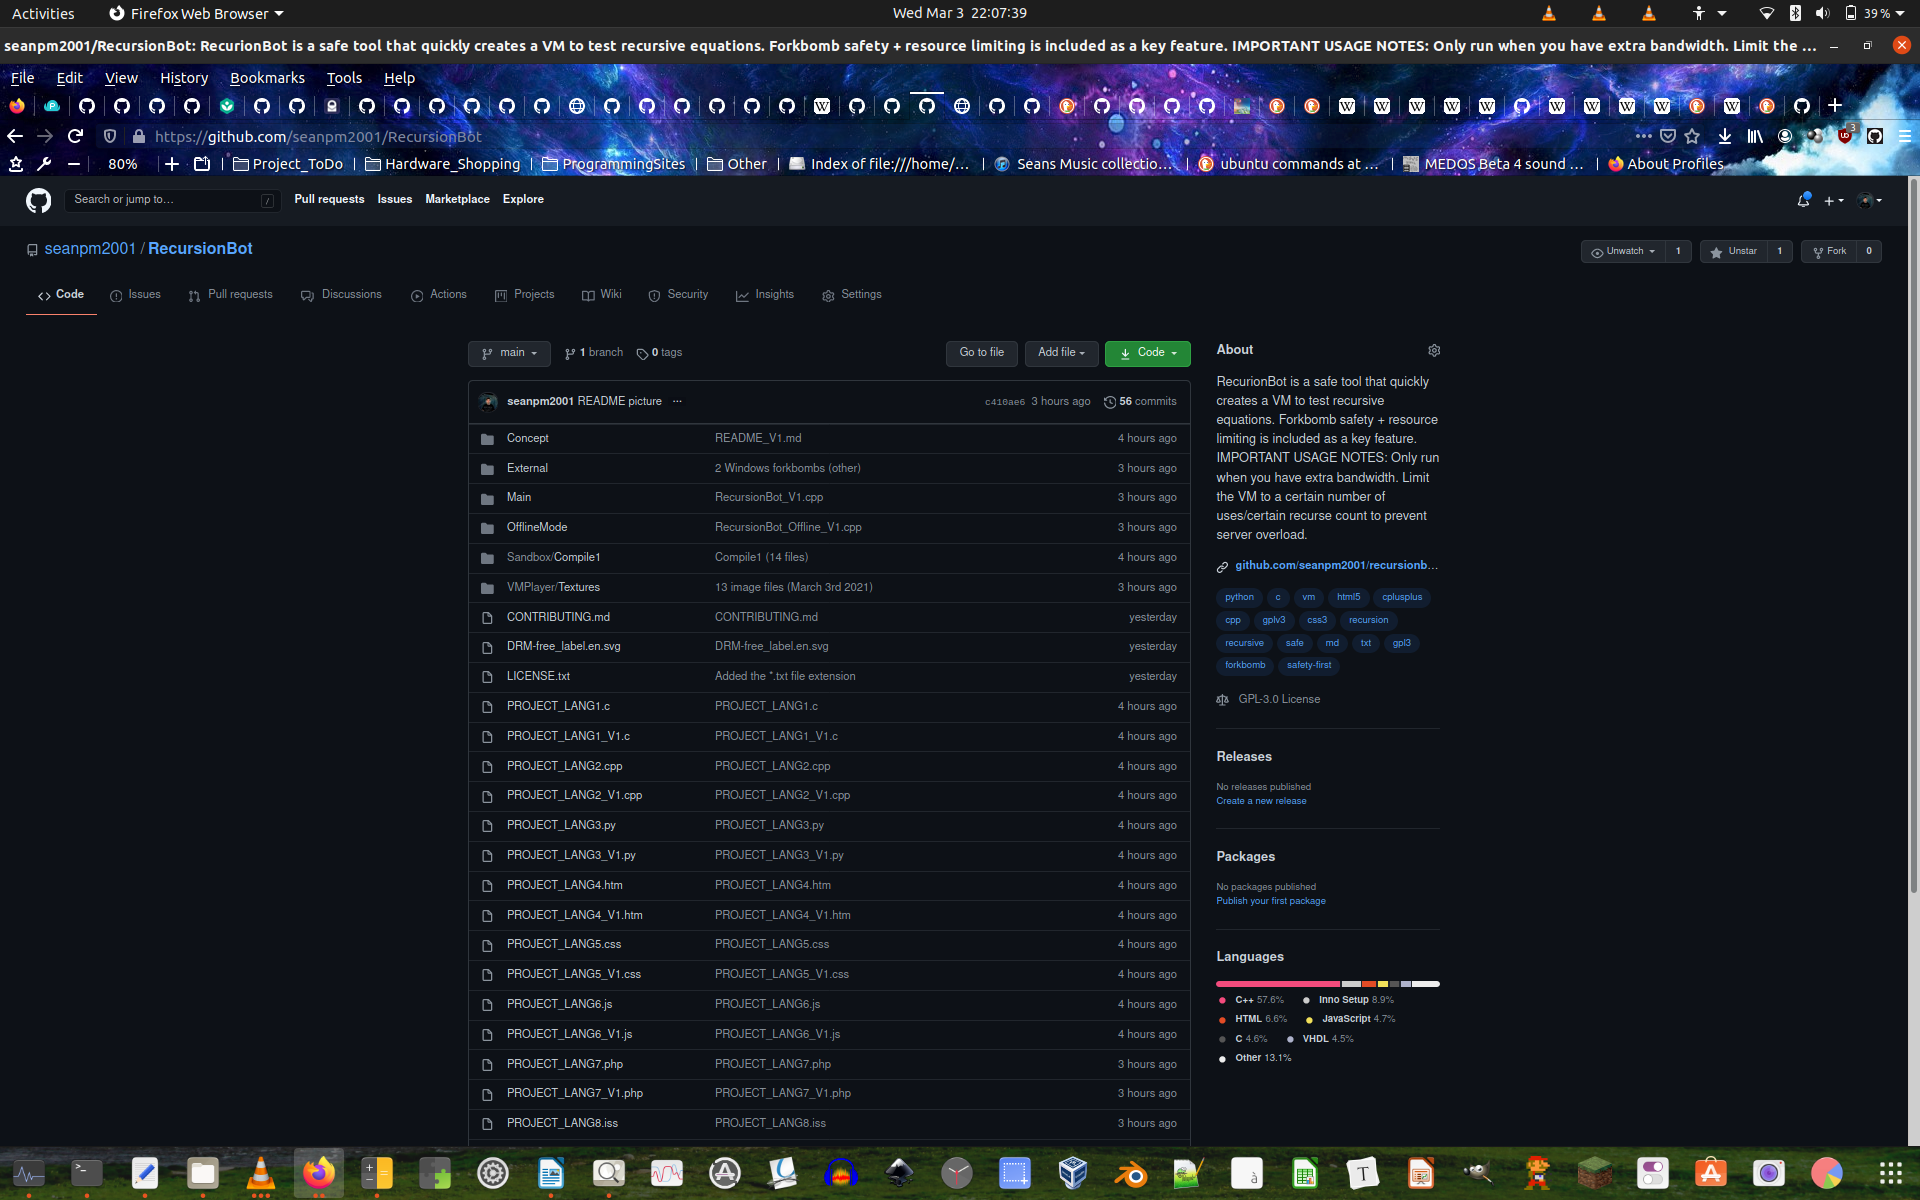 Activities
Firefox Web Browser
Wed Mar 3 22:07:39
39 %
seanpm2001/RecursionBot: RecurionBot is a safe tool that quickly creates a VM to test recursive equations. Forkbomb safety + resource limiting is included as a key feature. IMPORTANT USAGE NOTES: Only run when you have extra bandwidth. Limit the ...
File Edit View History Bookmarks Tools Help
https://github.com/seanpm2001/RecursionBot
3
80%
Project_ToDo
Hardware_Shopping
ProgrammingSites
Other
Index of file:///home/...
Seans Music collectio...
ubuntu commands at ...
MEDOS Beta 4 sound ...
About Profiles
Search or jump to...
/
Pull requests Issues Marketplace Explore
seanpm2001 / RecursionBot
Unwatch 1
Unstar 1
Fork 0
Code
Issues
Pull requests
Discussions
Actions
Projects
Wiki
Security
Insights
Settings
main
1 branch
0 tags
Go to file
Add file
Code
seanpm2001 README picture ...
c410ae6 3 hours ago
56 commits
Concept README_V1.md 4 hours ago
External 2 Windows forkbombs (other) 3 hours ago
Main RecursionBot_V1.cpp 3 hours ago
OfflineMode RecursionBot_Offline_V1.cpp 3 hours ago
Sandbox/Compile1 Compile1 (14 files) 4 hours ago
VMPlayer/Textures 13 image files (March 3rd 2021) 3 hours ago
CONTRIBUTING.md CONTRIBUTING.md yesterday
DRM-free_label.en.svg DRM-free_label.en.svg yesterday
LICENSE.txt Added the *.txt file extension yesterday
PROJECT_LANG1.c PROJECT_LANG1.c 4 hours ago
PROJECT_LANG1_V1.c PROJECT_LANG1_V1.c 4 hours ago
PROJECT_LANG2.cpp PROJECT_LANG2.cpp 4 hours ago
PROJECT_LANG2_V1.cpp PROJECT_LANG2_V1.cpp 4 hours ago
PROJECT_LANG3.py PROJECT_LANG3.py 4 hours ago
PROJECT_LANG3_V1.py PROJECT_LANG3_V1.py 4 hours ago
PROJECT_LANG4.htm PROJECT_LANG4.htm 4 hours ago
PROJECT_LANG4_V1.htm PROJECT_LANG4_V1.htm 4 hours ago
PROJECT_LANG5.css PROJECT_LANG5.css 4 hours ago
PROJECT_LANG5_V1.css PROJECT_LANG5_V1.css 4 hours ago
PROJECT_LANG6.js PROJECT_LANG6.js 4 hours ago
PROJECT_LANG6_V1.js PROJECT_LANG6_V1.js 4 hours ago
PROJECT_LANG7.php PROJECT_LANG7.php 3 hours ago
PROJECT_LANG7_V1.php PROJECT_LANG7_V1.php 3 hours ago
PROJECT_LANG8.iss PROJECT_LANG8.iss 3 hours ago
About
RecurionBot is a safe tool that quickly
creates a VM to test recursive
equations. Forkbomb safety + resource
limiting is included as a key feature.
IMPORTANT USAGE NOTES: Only run
when you have extra bandwidth. Limit
the VM to a certain number of
uses/certain recurse count to prevent
server overload.
github.com/seanpm2001/recursionb...
python c vm html5 cplusplus
cpp gplv3 css3 recursion
recursive safe md txt gpl3
forkbomb safety-first
GPL-3.0 License
Releases
No releases published
Create a new release
Packages
No packages published
Publish your first package
Languages
C++ 57.6% Inno Setup 8.9%
HTML 6.6% JavaScript 4.7%
C 4.6% VHDL 4.5%
Other 13.1%